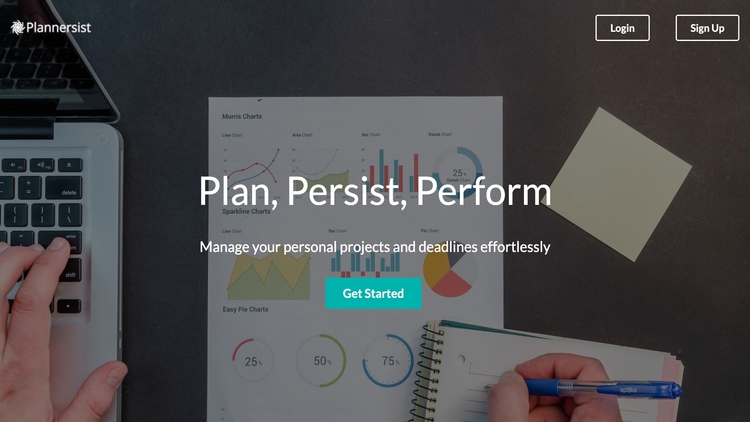 Plannersist
Login
Sign Up
Morris Charts
Line Chart
Area Chart
Bar Chart
Donut Chart
25%
Plan, Persist, Perform
Sparkline Charts
Line Chart
Bar Chart
Pie Chart
Manage your personal projects and deadlines effortlessly
Get Started
Easy Pie Charts
25%
50%
75%
delete
enter
shift